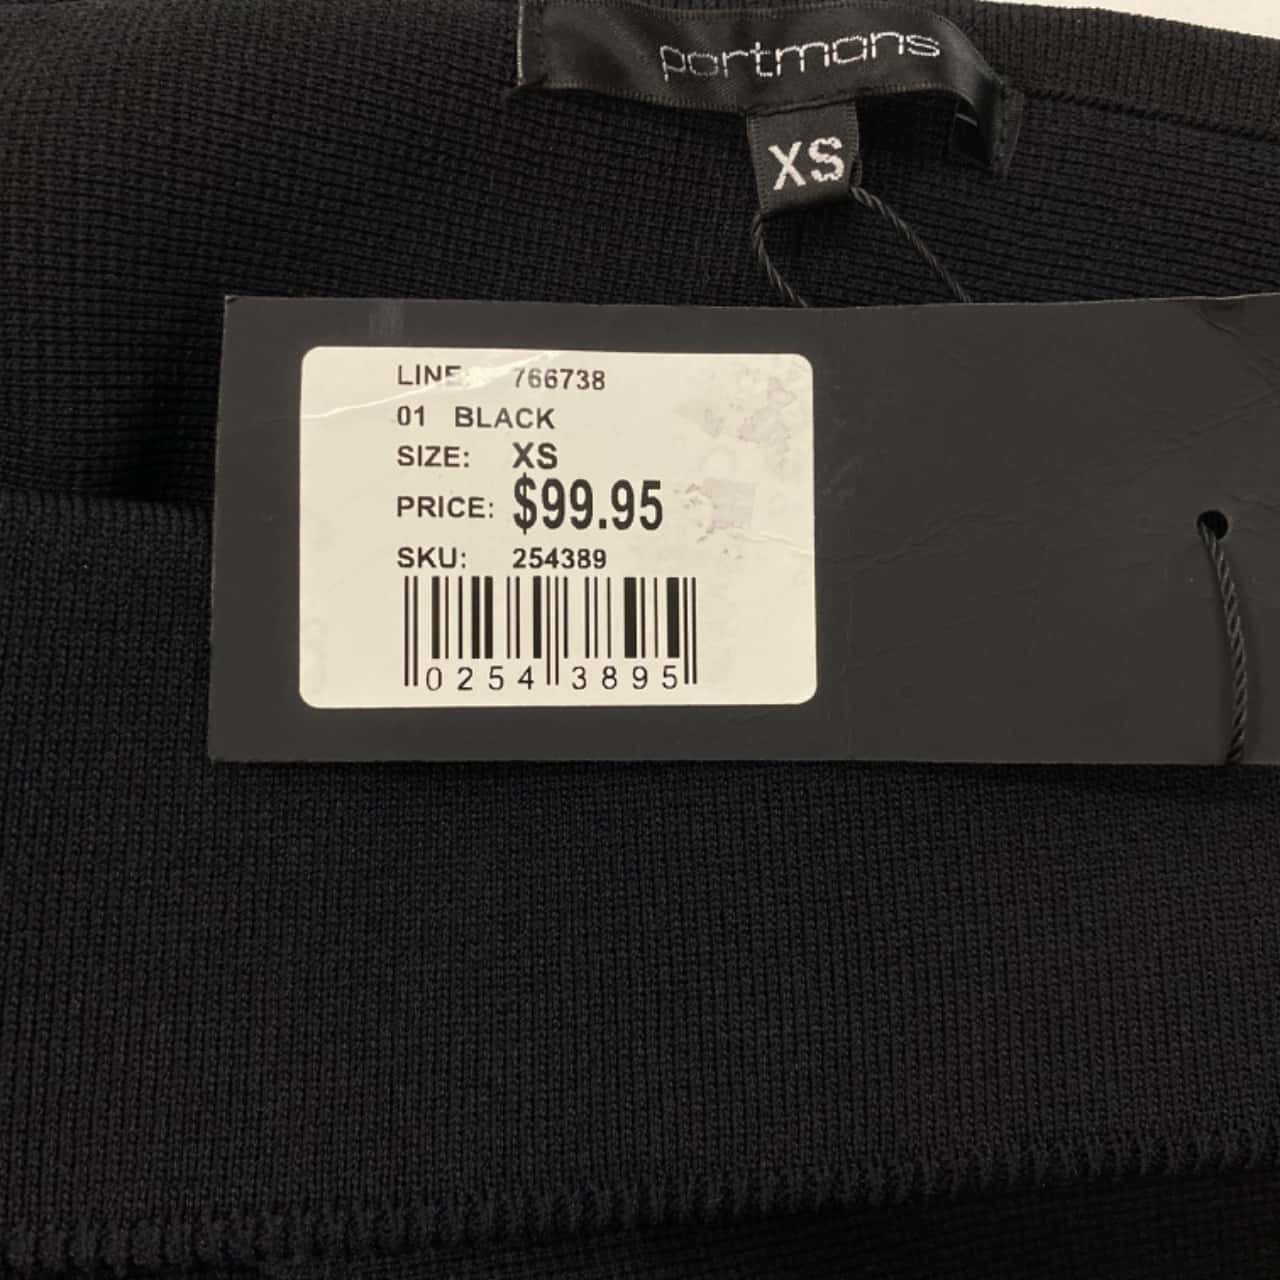 portmans
XS
LINE: 766738
01 BLACK
SIZE: XS
PRICE: $99.95
SKU: 254389
0254 3895